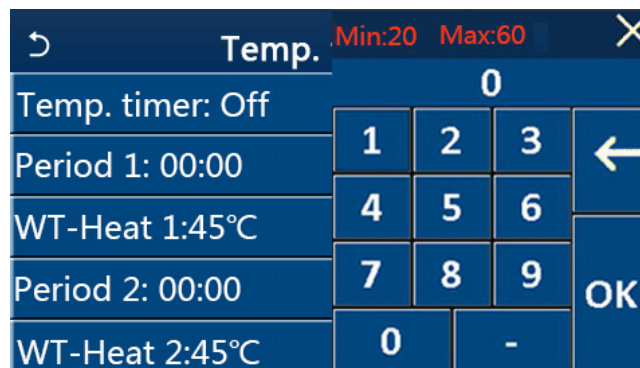 Temp.
Temp. timer: Off
Period 1: 00:00
WT-Heat 1:45℃
Period 2: 00:00
WT-Heat 2:45℃
Min:20 Max:60
0
1 2 3
4 5 6
7 8 9
OK
0 -